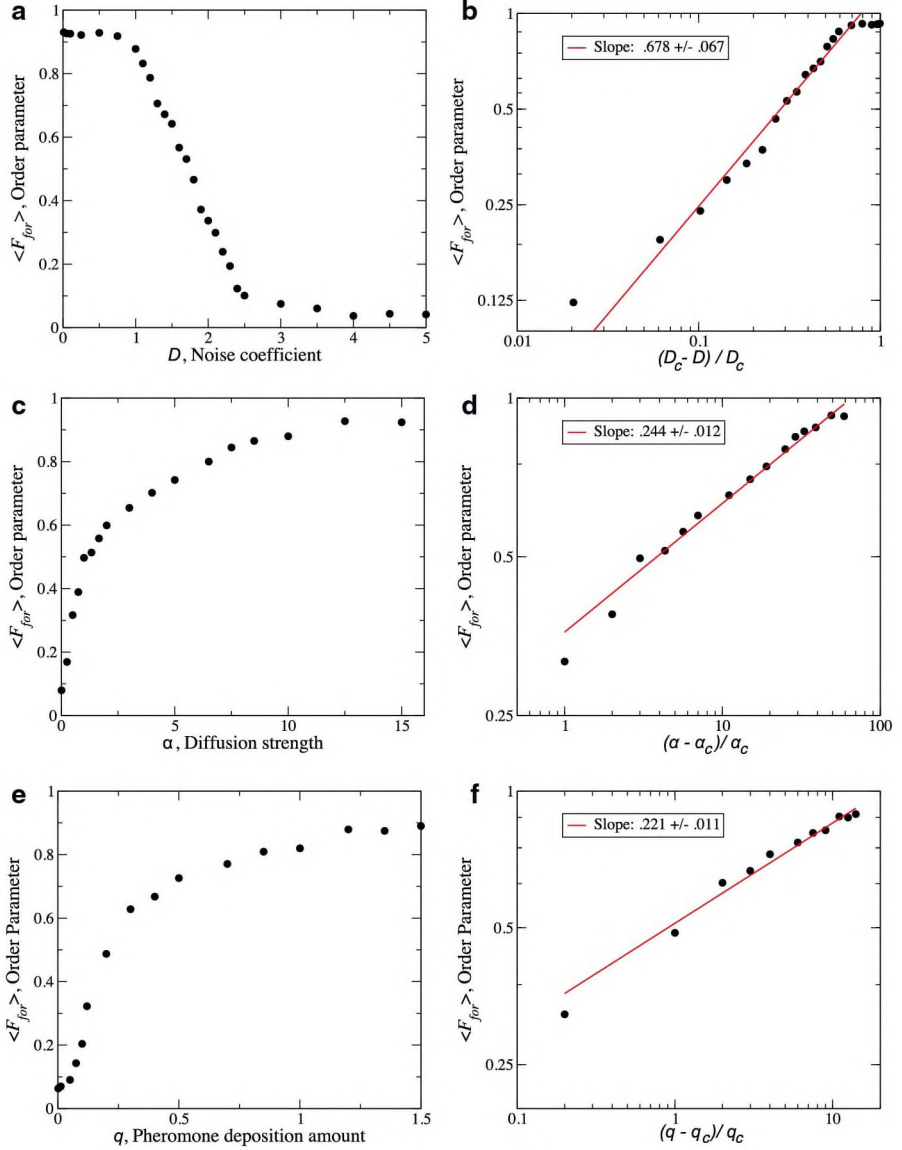 a
1
0.8
0.6
0.4
0.2
0
<F_for>, Order parameter
0 1 2 3 4 5
D, Noise coefficient
b
Slope: .678 +/- .067
1
0.5
0.25
0.125
<F_for>, Order parameter
0.01 0.1 1
(D_c - D) / D_c
c
1
0.8
0.6
0.4
0.2
0
<F_for>, Order parameter
0 5 10 15
α, Diffusion strength
d
Slope: .244 +/- .012
1
0.5
0.25
<F_for>, Order parameter
1 10 100
(α - α_c)/ α_c
e
1
0.8
0.6
0.4
0.2
0
<F_for>, Order Parameter
0 0.5 1 1.5
q, Pheromone deposition amount
f
Slope: .221 +/- .011
1
0.5
0.25
<F_for>, Order Parameter
0.1 1 10
(q - q_c)/ q_c